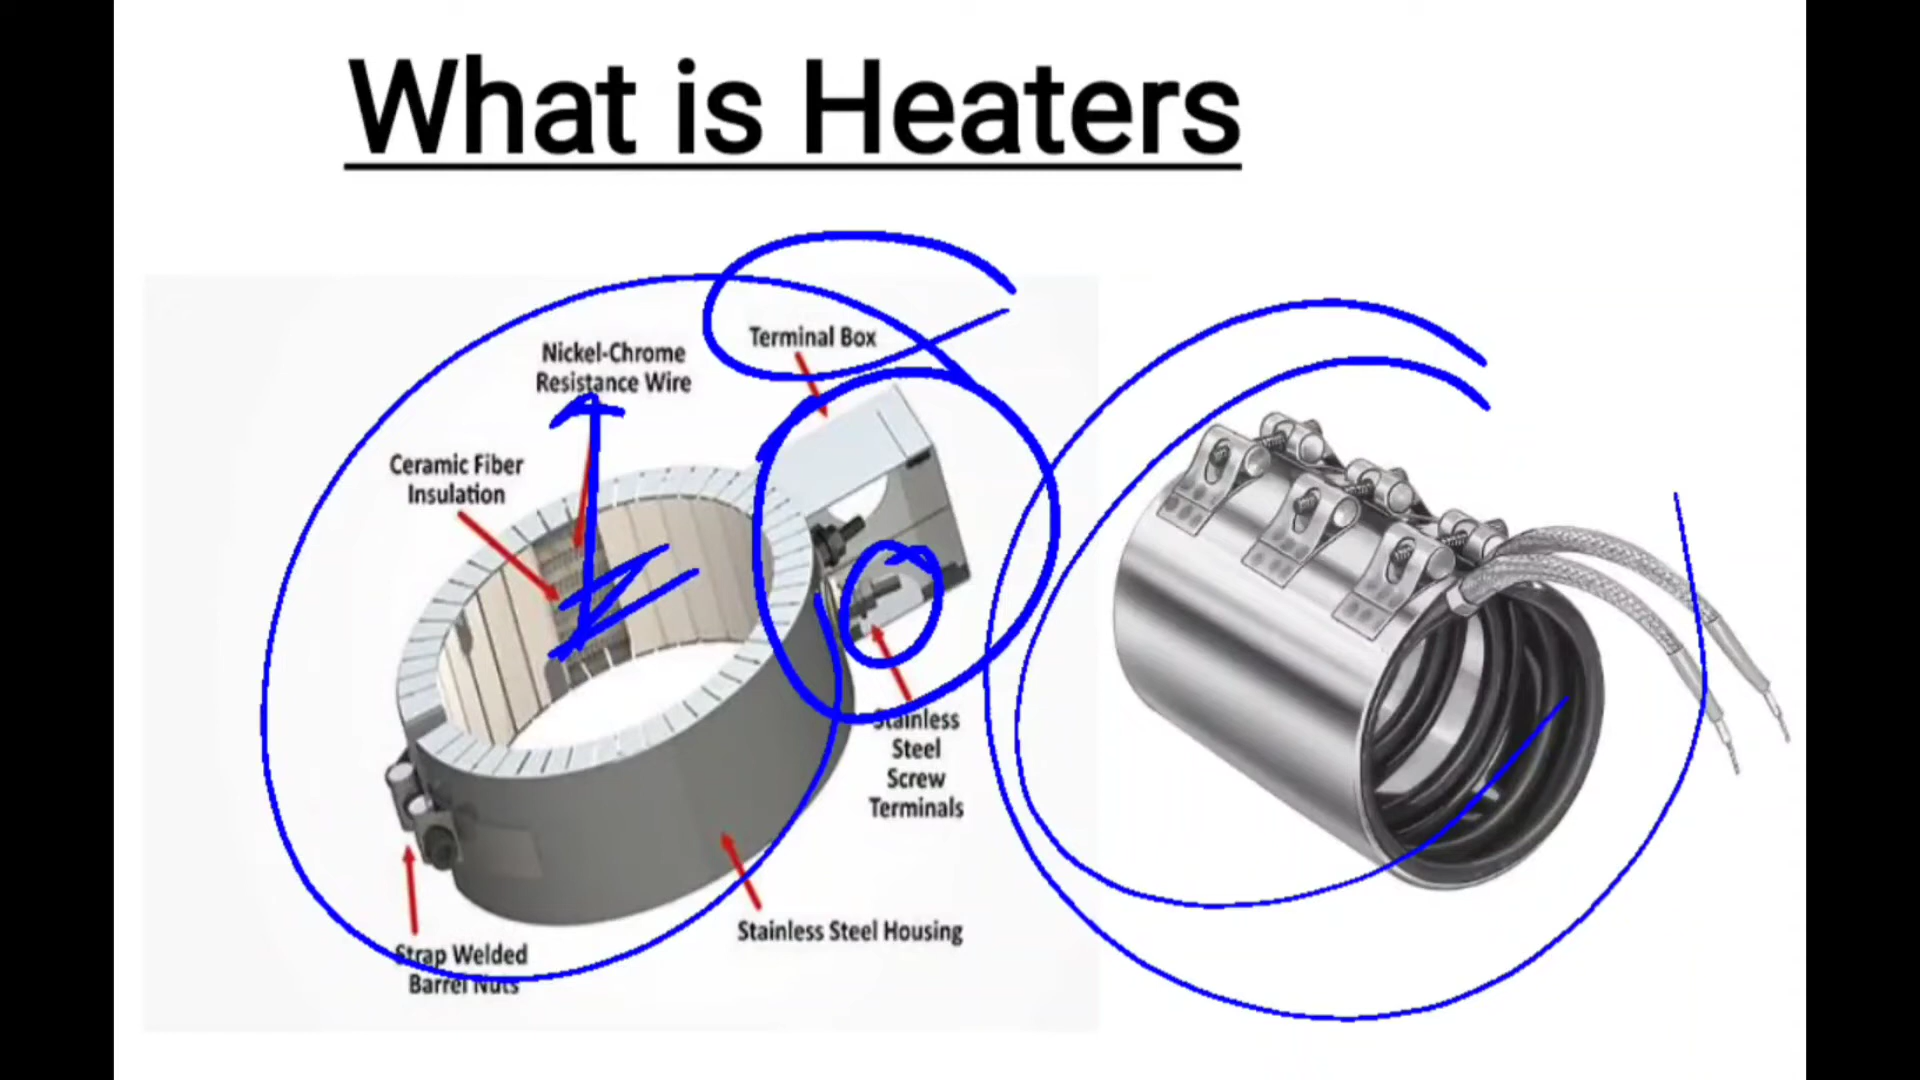 What is Heaters
Terminal Box
Nickel-Chrome
Resistance Wire
Ceramic Fiber
Insulation
Stainless
Steel
Screw
Terminals
Stainless Steel Housing
Strap Welded
Barrel Nuts